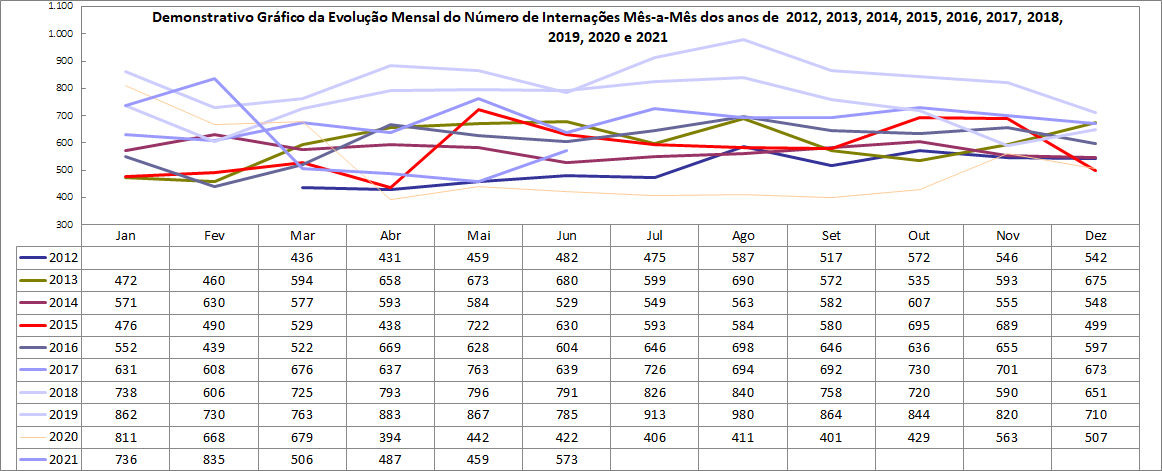 Demonstrativo Gráfico da Evolução Mensal do Número de Internações Mês-a-Mês dos anos de 2012, 2013, 2014, 2015, 2016, 2017, 2018,
2019, 2020 e 2021
1.100
1.000
900
800
700
600
500
400
300
Jan Fev Mar Abr Mai Jun Jul Ago Set Out Nov Dez
2012 436 431 459 482 475 587 517 572 546 542
2013 472 460 594 658 673 680 599 690 572 535 593 675
2014 571 630 577 593 584 529 549 563 582 607 555 548
2015 476 490 529 438 722 630 593 584 580 695 689 499
2016 552 439 522 669 628 604 646 698 646 636 655 597
2017 631 608 676 637 763 639 726 694 692 730 701 673
2018 738 606 725 793 796 791 826 840 758 720 590 651
2019 862 730 763 883 867 785 913 980 864 844 820 710
2020 811 668 679 394 442 422 406 411 401 429 563 507
2021 736 835 506 487 459 573